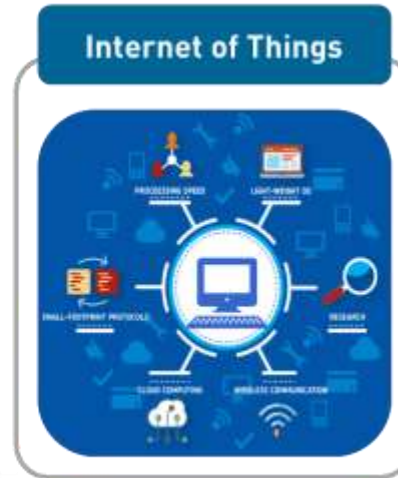 Internet of Things
PROCESSING SPEED
LIGHT-WEIGHT OS
SMALL-FOOTPRINT PROTOCOLS
RESEARCH
CLOUD COMPUTING
WIRELESS COMMUNICATION